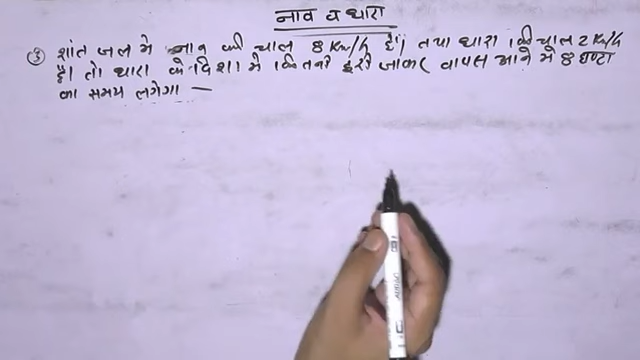 नाव व धारा
③ शांत जल मे नाव की चाल 8 Km/h है। तथा धारा की चाल 2 Km/h
है। तो धारा के दिशा मे कितनी दूरी जाकर वापस आने मे 8 घण्टा
का समय लगेगा —